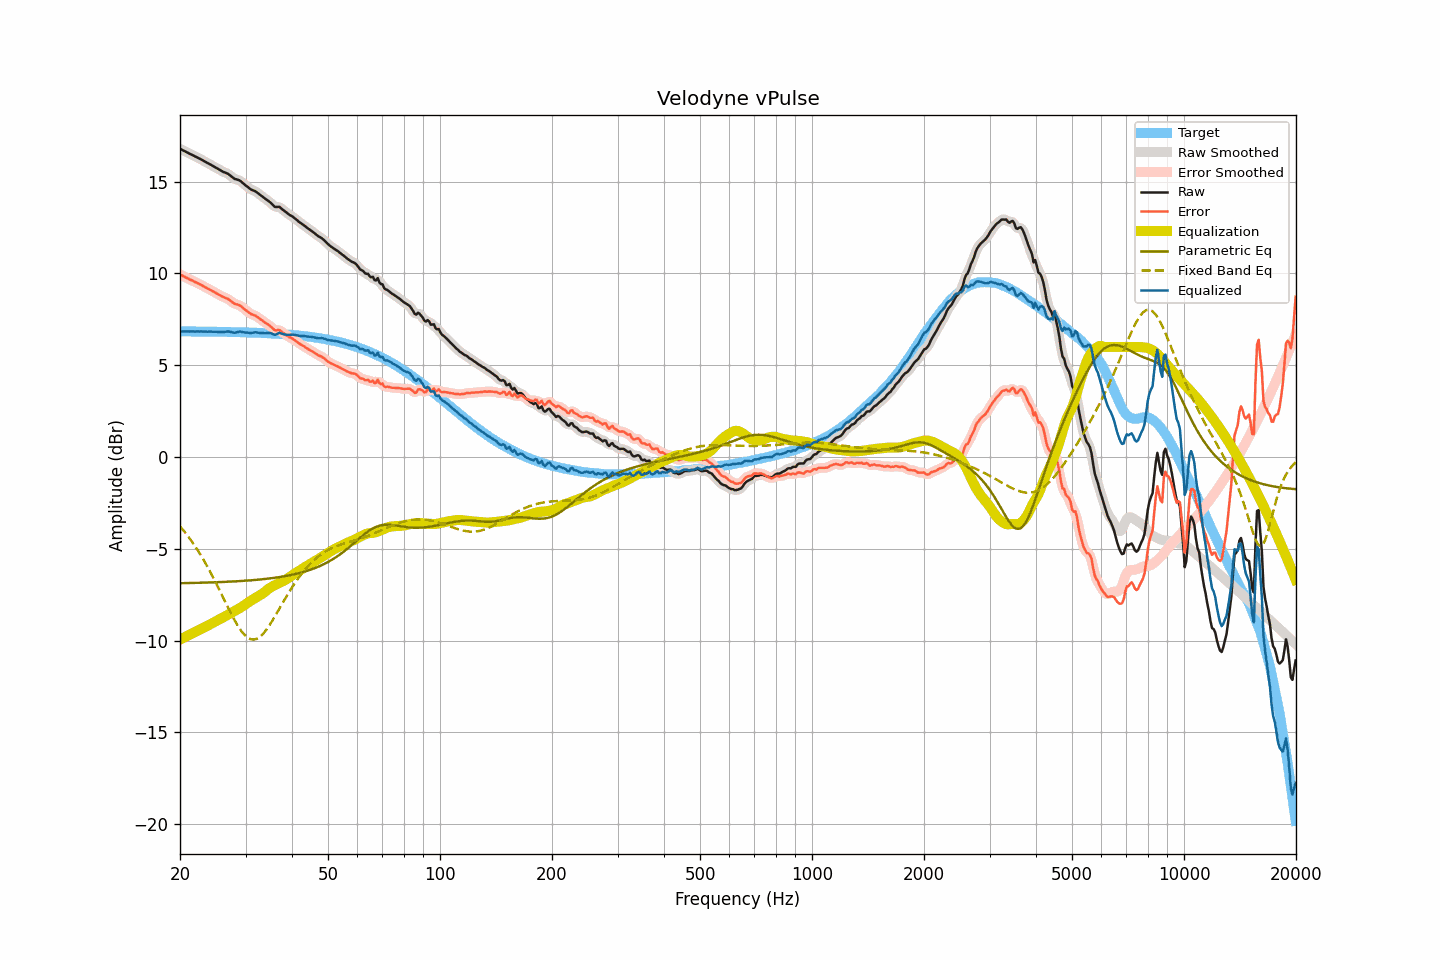 Velodyne vPulse
Target
Raw Smoothed
Error Smoothed
Raw
Error
Equalization
Parametric Eq
Fixed Band Eq
Equalized
15
10
5
0
−5
−10
−15
−20
Amplitude (dBr)
20 50 100 200 500 1000 2000 5000 10000 20000
Frequency (Hz)